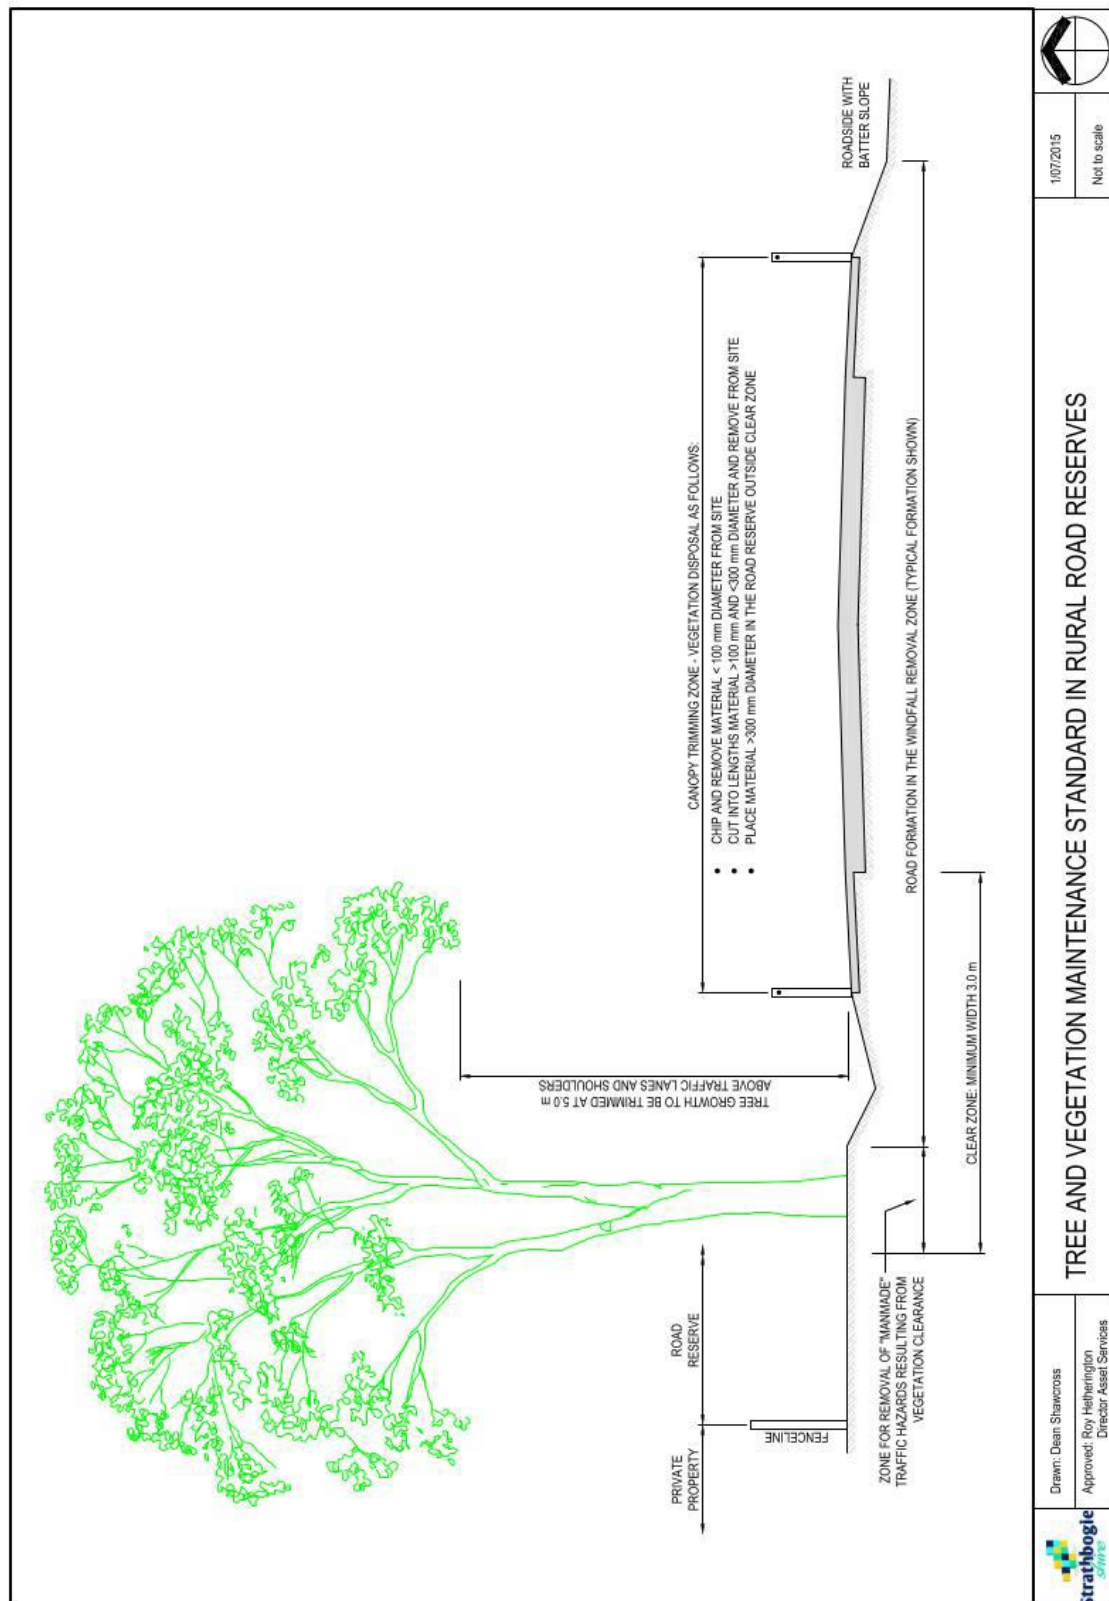 ROADSIDE WITH
BATTER SLOPE
CANOPY TRIMMING ZONE - VEGETATION DISPOSAL AS FOLLOWS:
• CHIP AND REMOVE MATERIAL < 100 mm DIAMETER FROM SITE
• CUT INTO LENGTHS MATERIAL >100 mm AND <300 mm DIAMETER AND REMOVE FROM SITE
• PLACE MATERIAL >300 mm DIAMETER IN THE ROAD RESERVE OUTSIDE CLEAR ZONE
TREE GROWTH TO BE TRIMMED AT 5.0 m
ABOVE TRAFFIC LANES AND SHOULDERS
PRIVATE
PROPERTY
ROAD
RESERVE
FENCELINE
ROAD FORMATION IN THE WINDFALL REMOVAL ZONE (TYPICAL FORMATION SHOWN)
ZONE FOR REMOVAL OF "MANMADE"
TRAFFIC HAZARDS RESULTING FROM
VEGETATION CLEARANCE
CLEAR ZONE: MINIMUM WIDTH 3.0 m
Strathbogie
shire
Drawn: Dean Shawcross
Approved: Roy Hetherington
Director Asset Services
TREE AND VEGETATION MAINTENANCE STANDARD IN RURAL ROAD RESERVES
1/07/2015
Not to scale